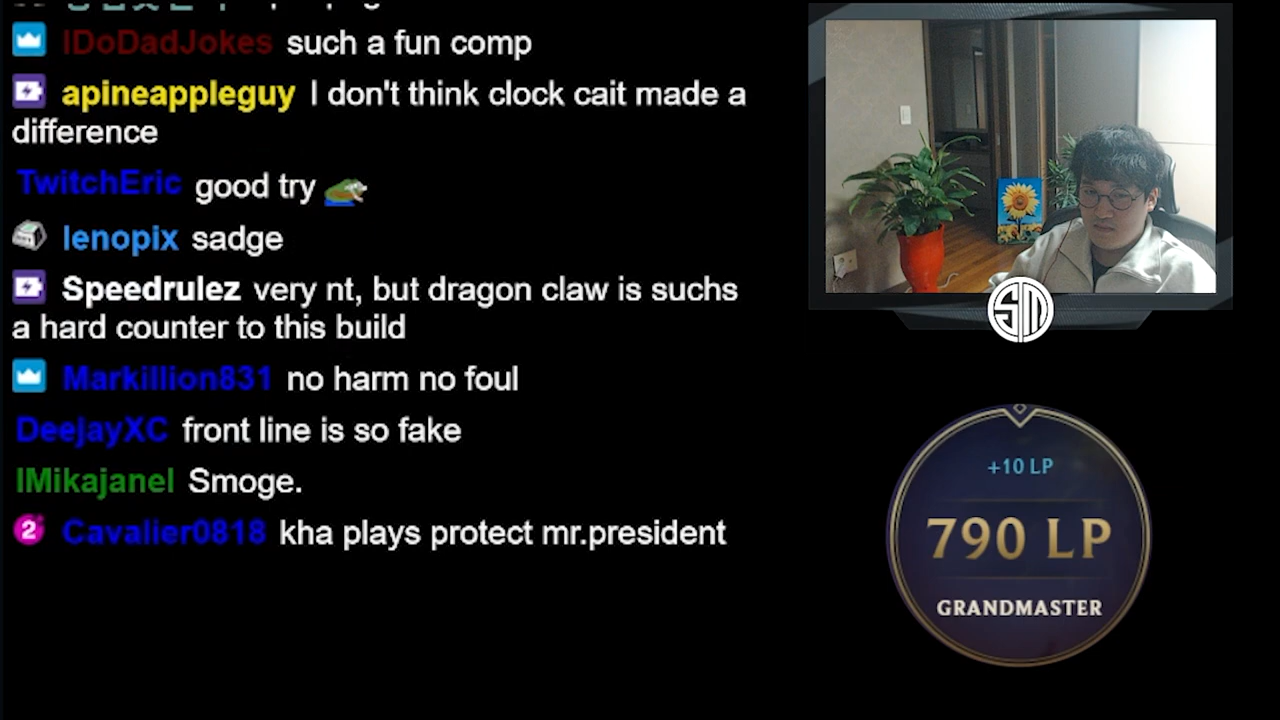 IDoDadJokes such a fun comp
apineappleguy I don't think clock cait made a
difference
TwitchEric good try
lenopix sadge
Speedrulez very nt, but dragon claw is suchs
a hard counter to this build
Markillion831 no harm no foul
DeejayXC front line is so fake
IMikajanel Smoge.
2 Cavalier0818 kha plays protect mr.president
TSM
+10 LP
790 LP
GRANDMASTER